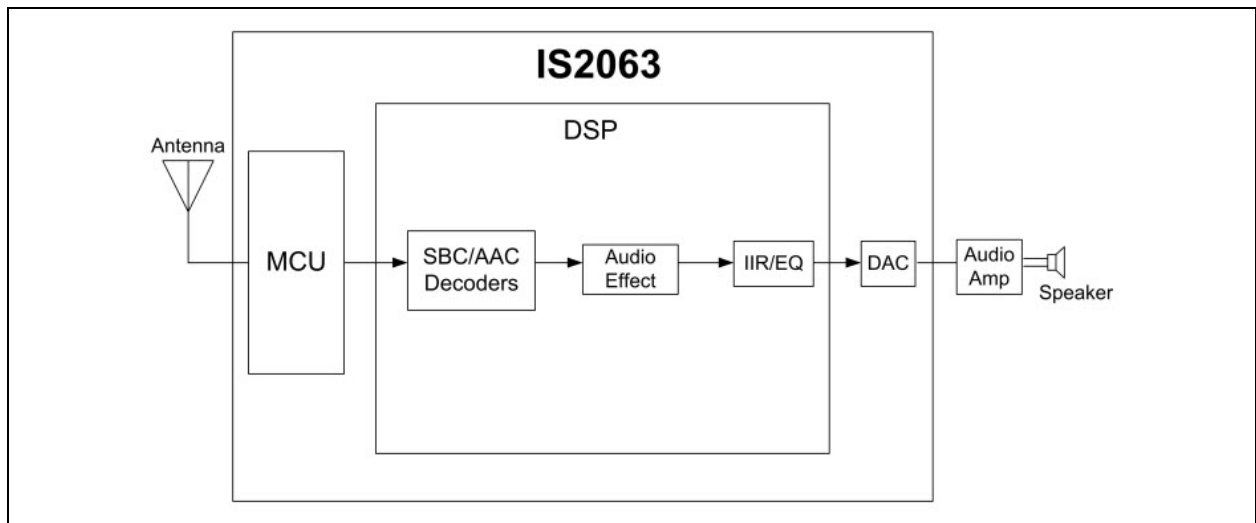 IS2063
DSP
Antenna
MCU
SBC/AAC
Decoders
Audio
Effect
IIR/EQ
DAC
Audio
Amp
Speaker